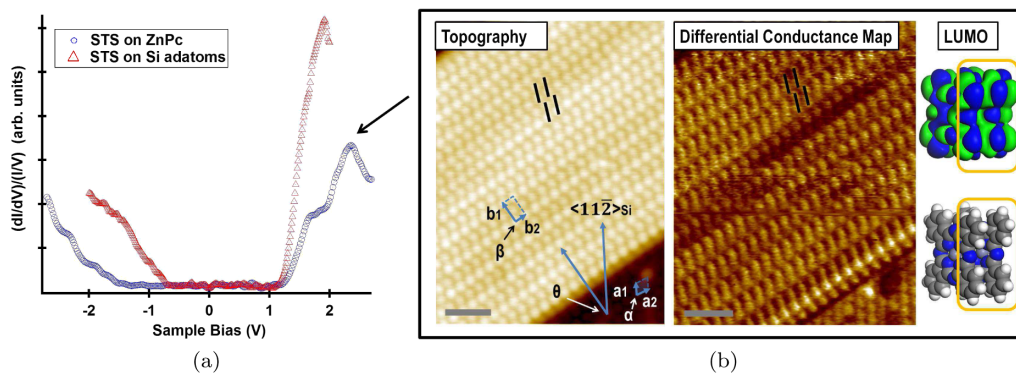 (a)
STS on ZnPc
STS on Si adatoms
(dI/dV)/(I/V) (arb. units)
-2
-1
0
1
2
Sample Bias (V)
(a)
(b)
Topography
Differential Conductance Map
LUMO
<112̅>Si
b1
b2
β
θ
a1
a2
α
(b)